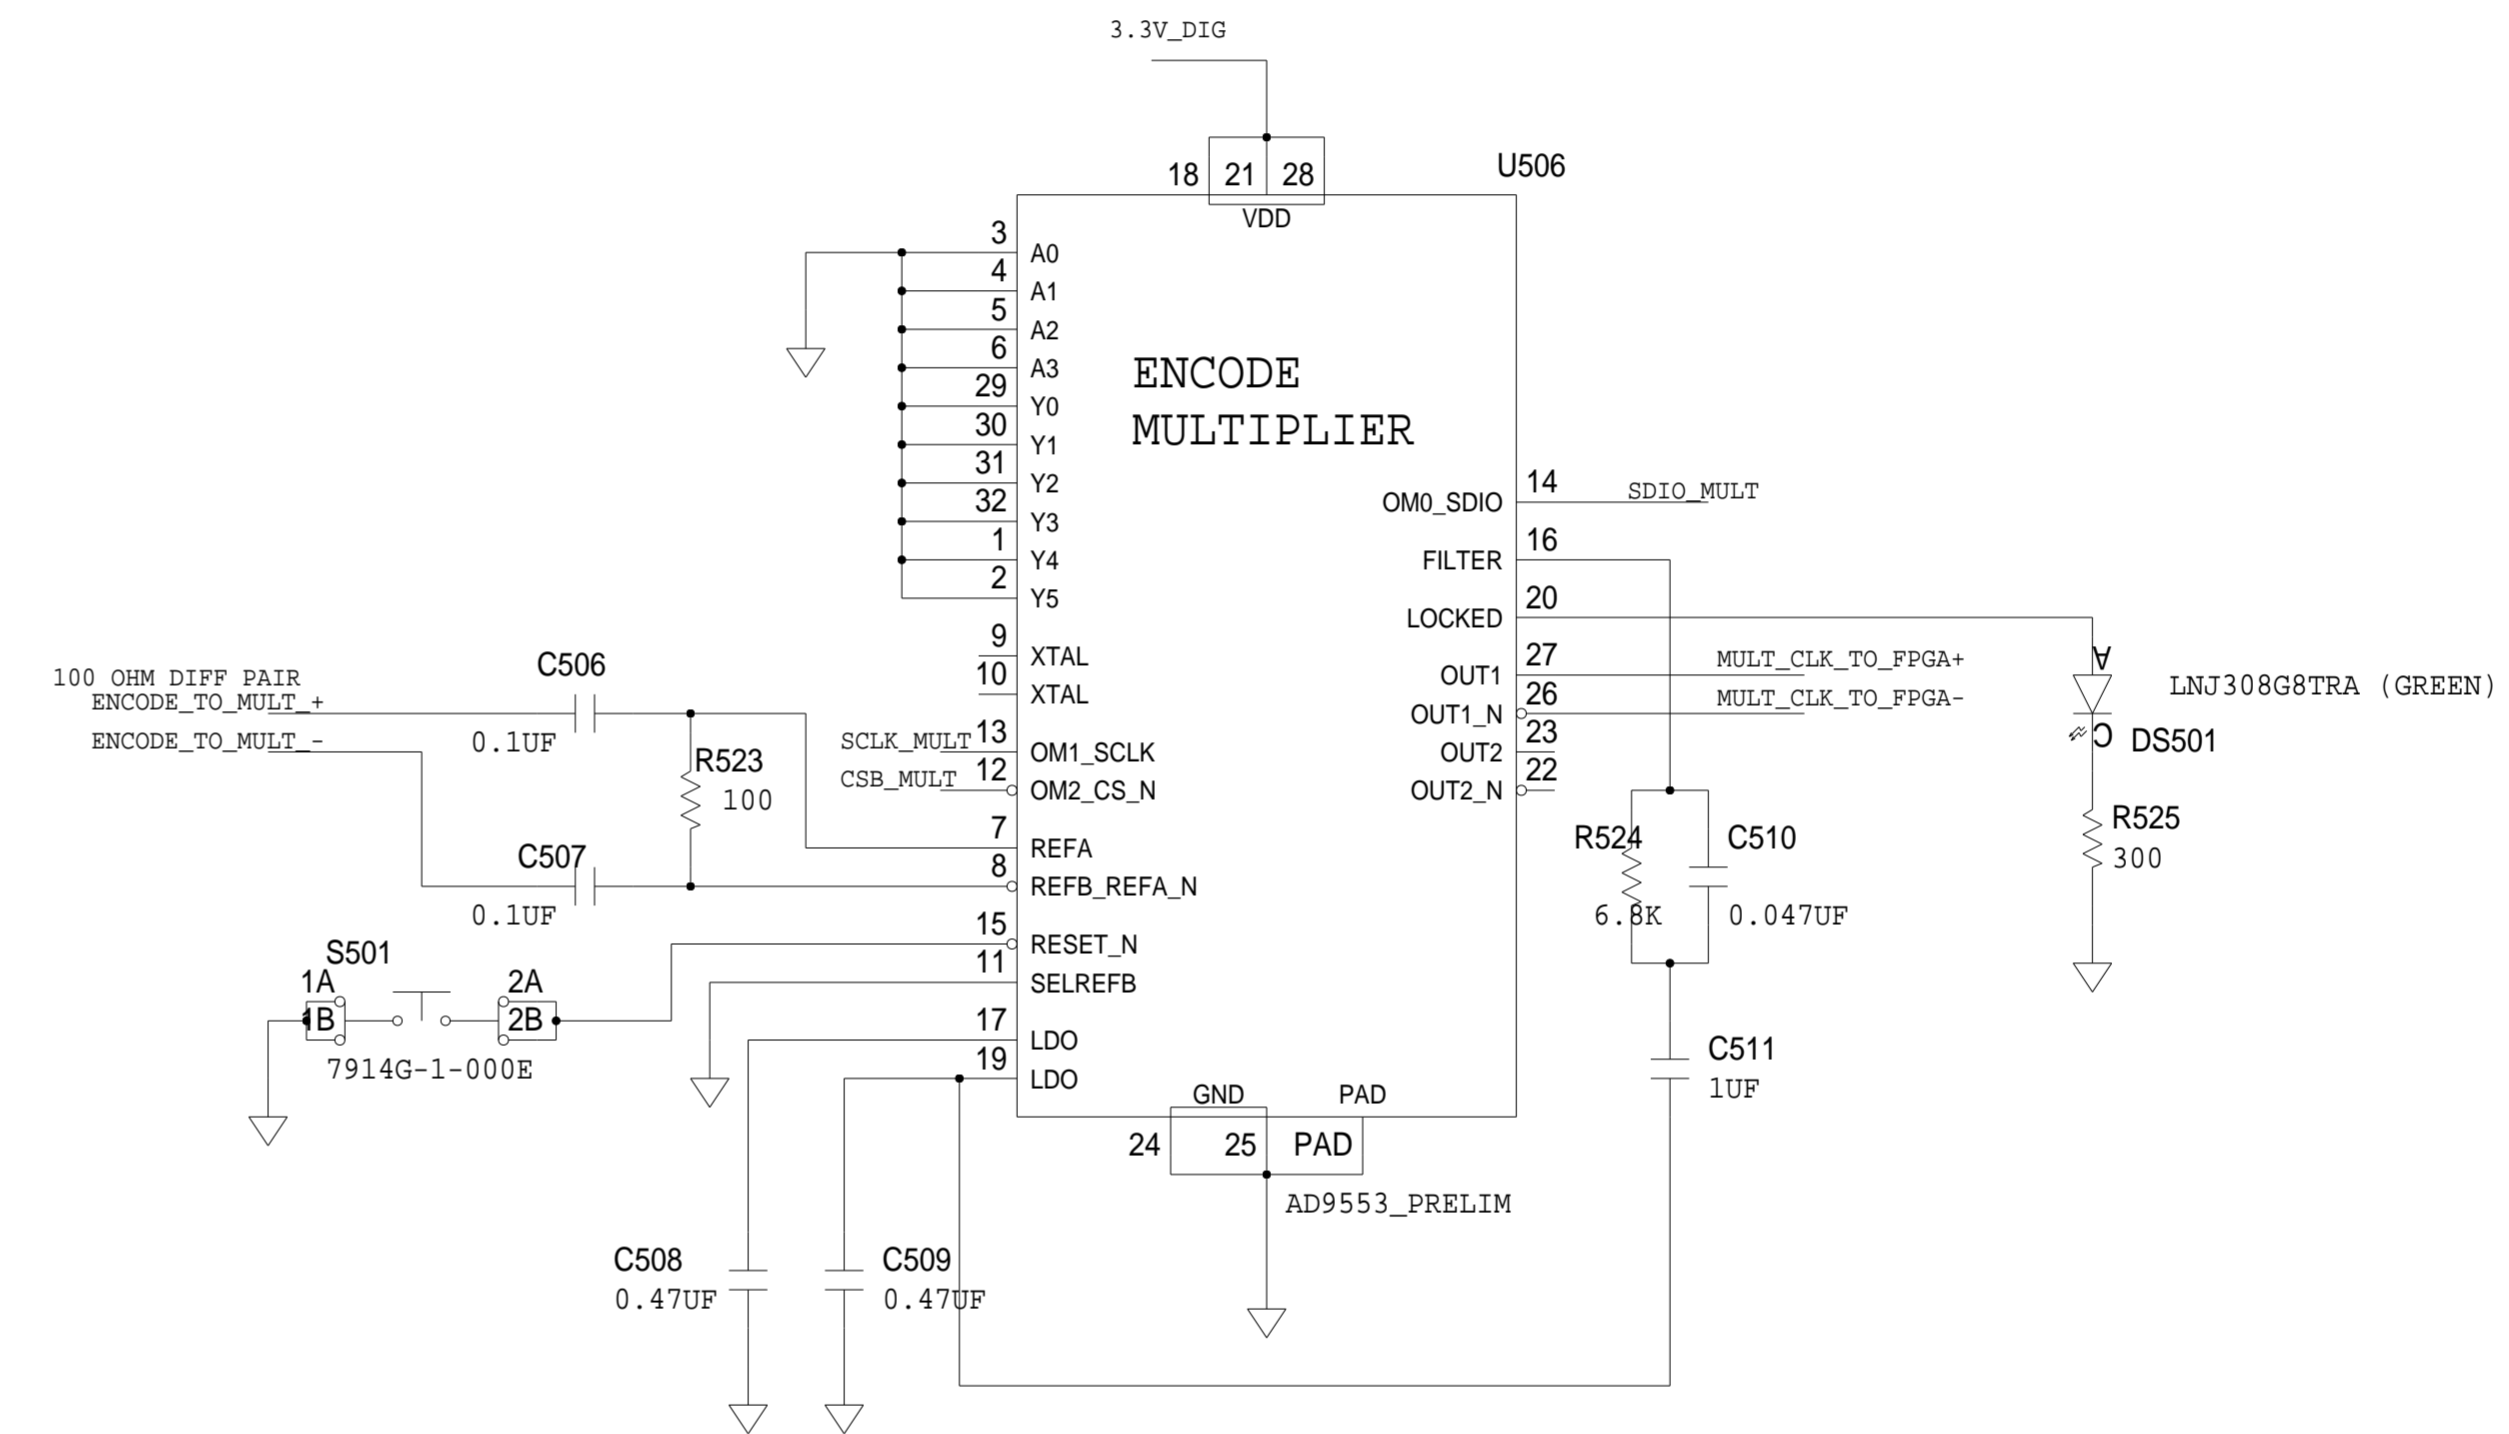 3.3V_DIG
U506
18 21 28
VDD
3 A0
4 A1
5 A2
6 A3
29 Y0
30 Y1
31 Y2
32 Y3
1 Y4
2 Y5
9 XTAL
10 XTAL
SCLK_MULT 13 OM1_SCLK
CSB_MULT 12 OM2_CS_N
7 REFA
8 REFB_REFA_N
15 RESET_N
11 SELREFB
17 LDO
19 LDO
ENCODE
MULTIPLIER
OM0_SDIO 14 SDIO_MULT
FILTER 16
LOCKED 20
OUT1 27 MULT_CLK_TO_FPGA+
OUT1_N 26 MULT_CLK_TO_FPGA-
OUT2 23
OUT2_N 22
GND PAD
24 25 PAD
AD9553_PRELIM
100 OHM DIFF PAIR
ENCODE_TO_MULT_+
ENCODE_TO_MULT_-
C506
0.1UF
R523
100
C507
0.1UF
S501
1A 2A
1B 2B
7914G-1-000E
C508
0.47UF
C509
0.47UF
R524
6.8K
C510
0.047UF
C511
1UF
A
LNJ308G8TRA (GREEN)
C DS501
R525
300